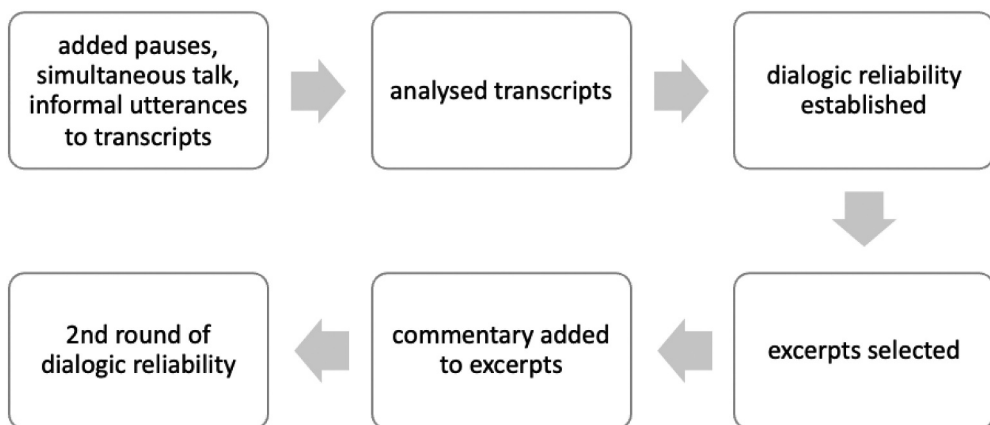 added pauses,
simultaneous talk,
informal utterances
to transcripts
analysed transcripts
dialogic reliability
established
excerpts selected
commentary added
to excerpts
2nd round of
dialogic reliability